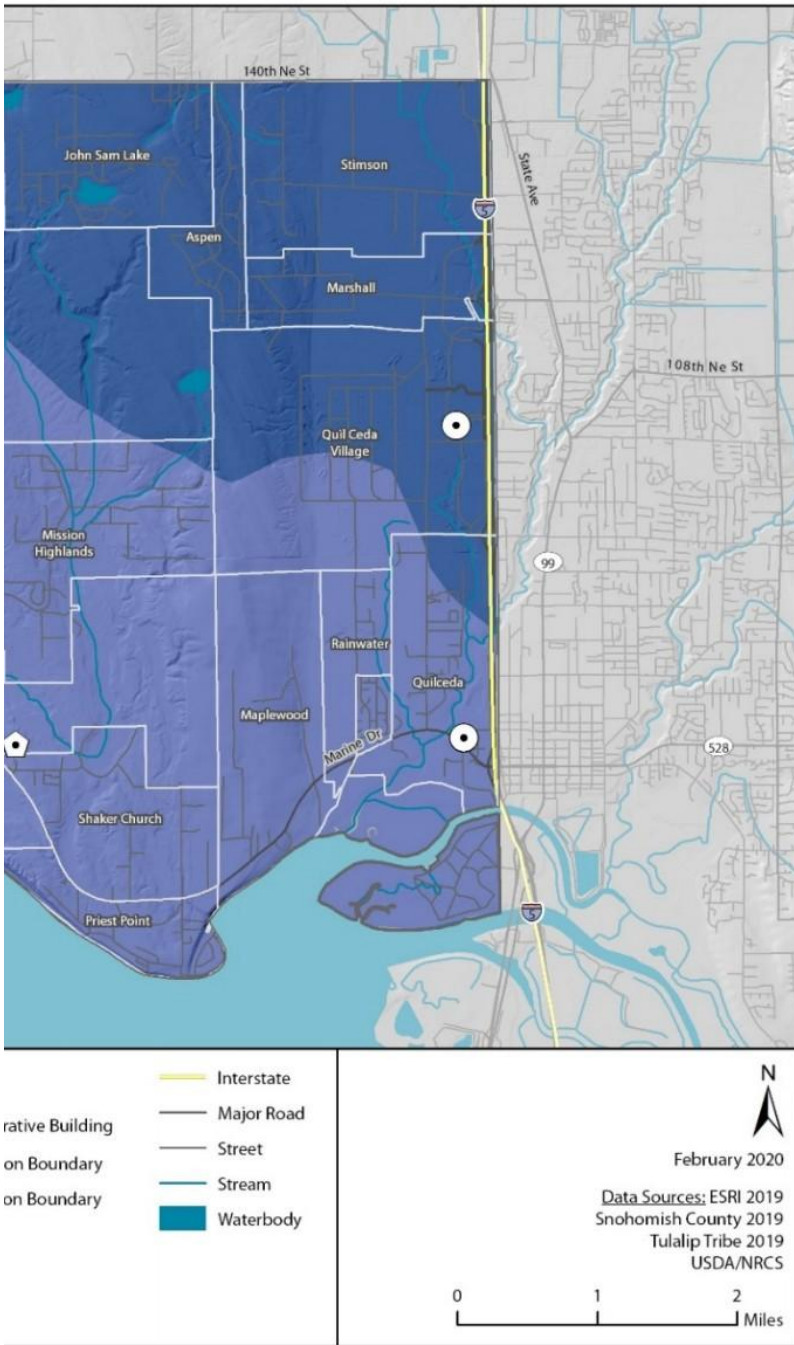 140th Ne St
John Sam Lake
Stimson
State Ave
5
Aspen
Marshall
108th Ne St
Quil Ceda
Village
Mission
Highlands
99
Rainwater
Quilceda
Maplewood
Marine Dr
528
Shaker Church
Priest Point
5
Interstate
Major Road
Street
Stream
Waterbody
rative Building
on Boundary
on Boundary
N
February 2020
Data Sources: ESRI 2019
Snohomish County 2019
Tulalip Tribe 2019
USDA/NRCS
0 1 2
Miles